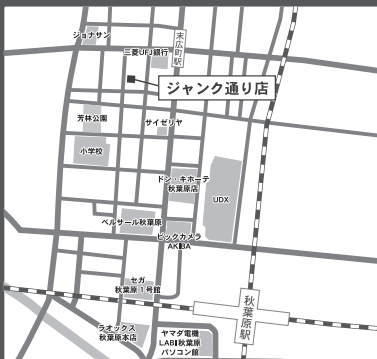 ジョナサン
末広町駅
三菱UFJ銀行
ジャンク通り店
芳林公園
サイゼリヤ
小学校
ドン・キホーテ
秋葉原店
UDX
ベルサール秋葉原
ビックカメラ
AKIBA
セガ
秋葉原 1号館
秋葉原駅
ラオックス
秋葉原本店
ヤマダ電機
LABI秋葉原
パソコン館